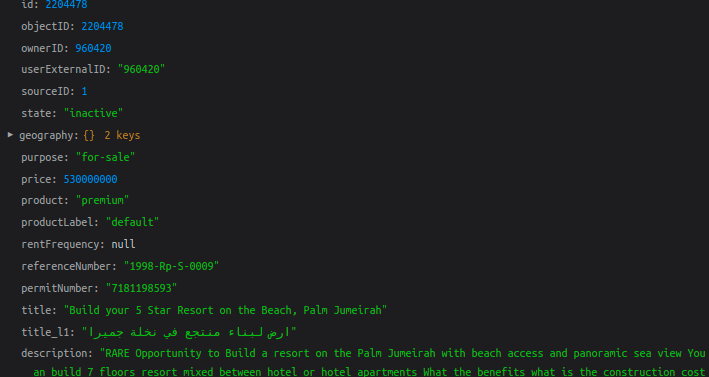 id: 2204478
objectID: 2204478
ownerID: 960420
userExternalID: "960420"
sourceID: 1
state: "inactive"
geography: {} 2 keys
purpose: "for-sale"
price: 530000000
product: "premium"
productLabel: "default"
rentFrequency: null
referenceNumber: "1998-Rp-S-0009"
permitNumber: "7181198593"
title: "Build your 5 Star Resort on the Beach, Palm Jumeirah"
title_l1: "ارض لبناء منتجع في نخلة جميرا"
description: "RARE Opportunity to Build a resort on the Palm Jumeirah with beach access and panoramic sea view You
an build 7 floors resort mixed between hotel or hotel apartments What the benefits what is the construction cost